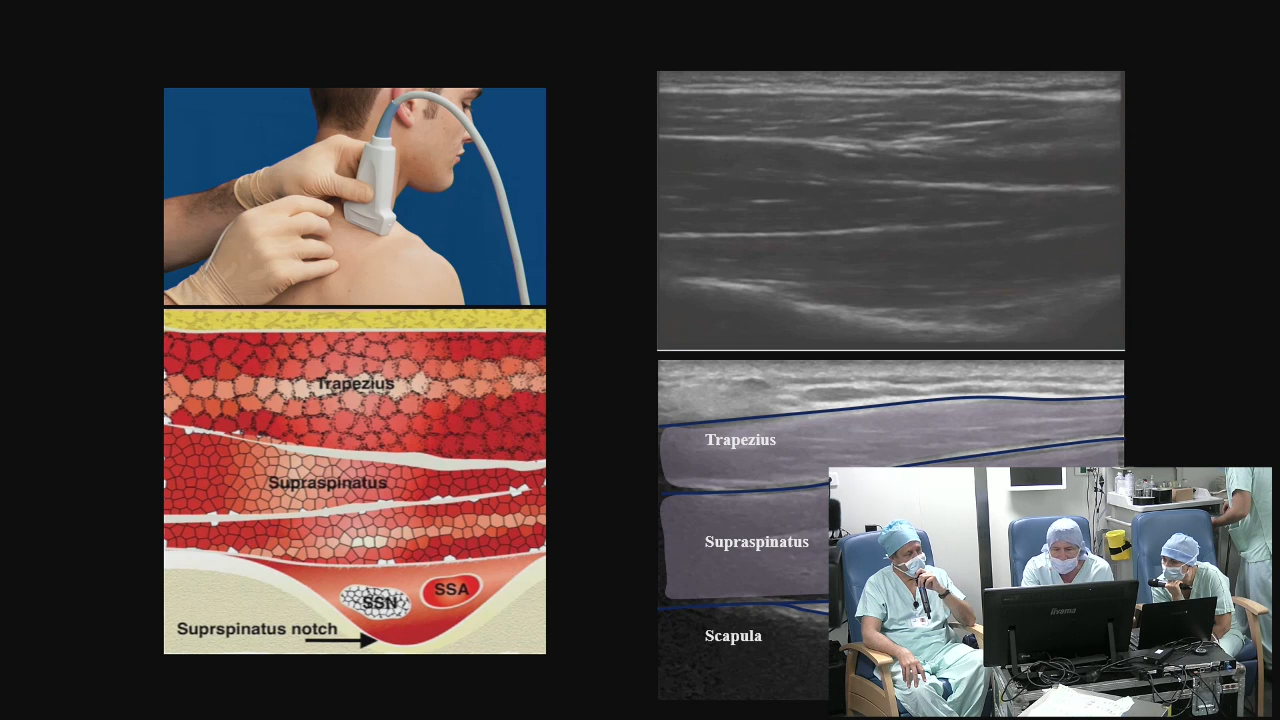 Trapezius
Supraspinatus
SSN
SSA
Suprspinatus notch
Trapezius
Supraspinatus
Scapula
iiyama